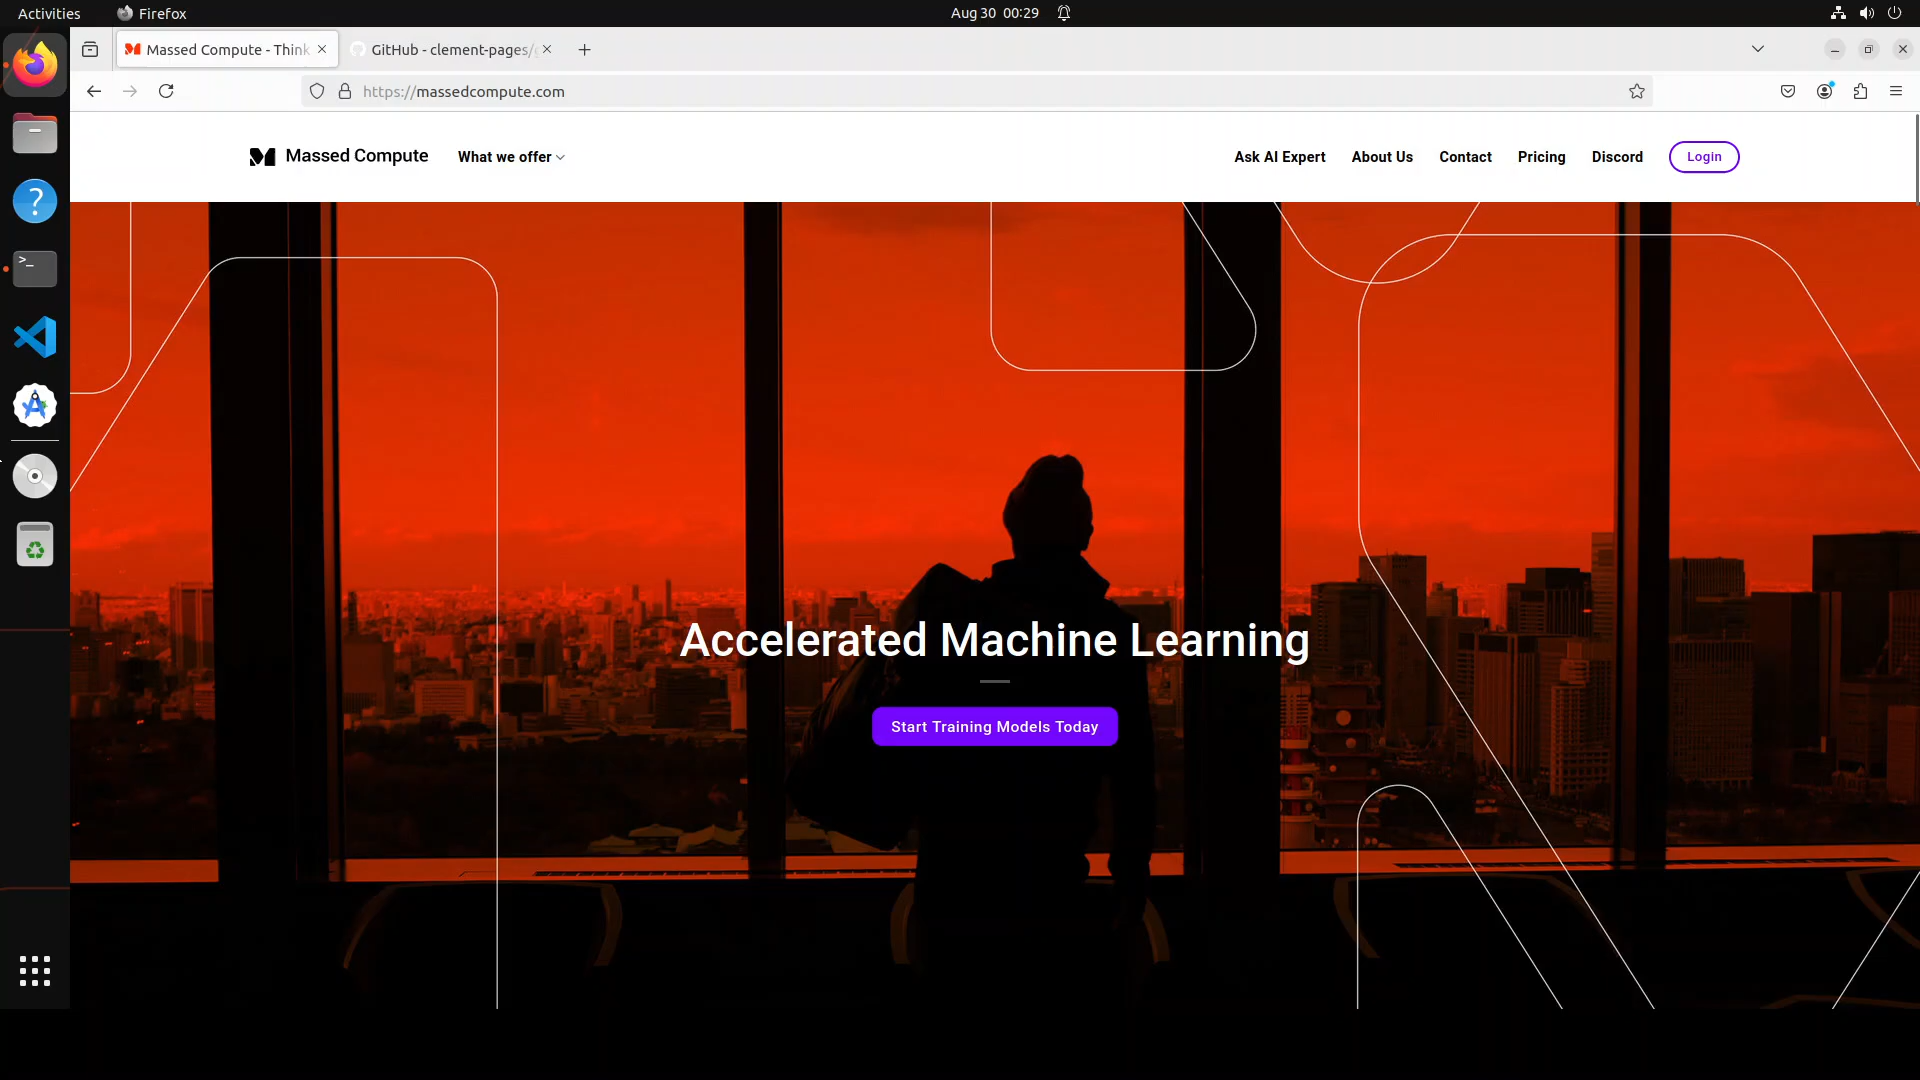 Activities
Firefox
Aug 30 00:29
Massed Compute - Think
GitHub - clement-pages/
https://massedcompute.com
Massed Compute
What we offer
Ask AI Expert
About Us
Contact
Pricing
Discord
Login
Accelerated Machine Learning
Start Training Models Today